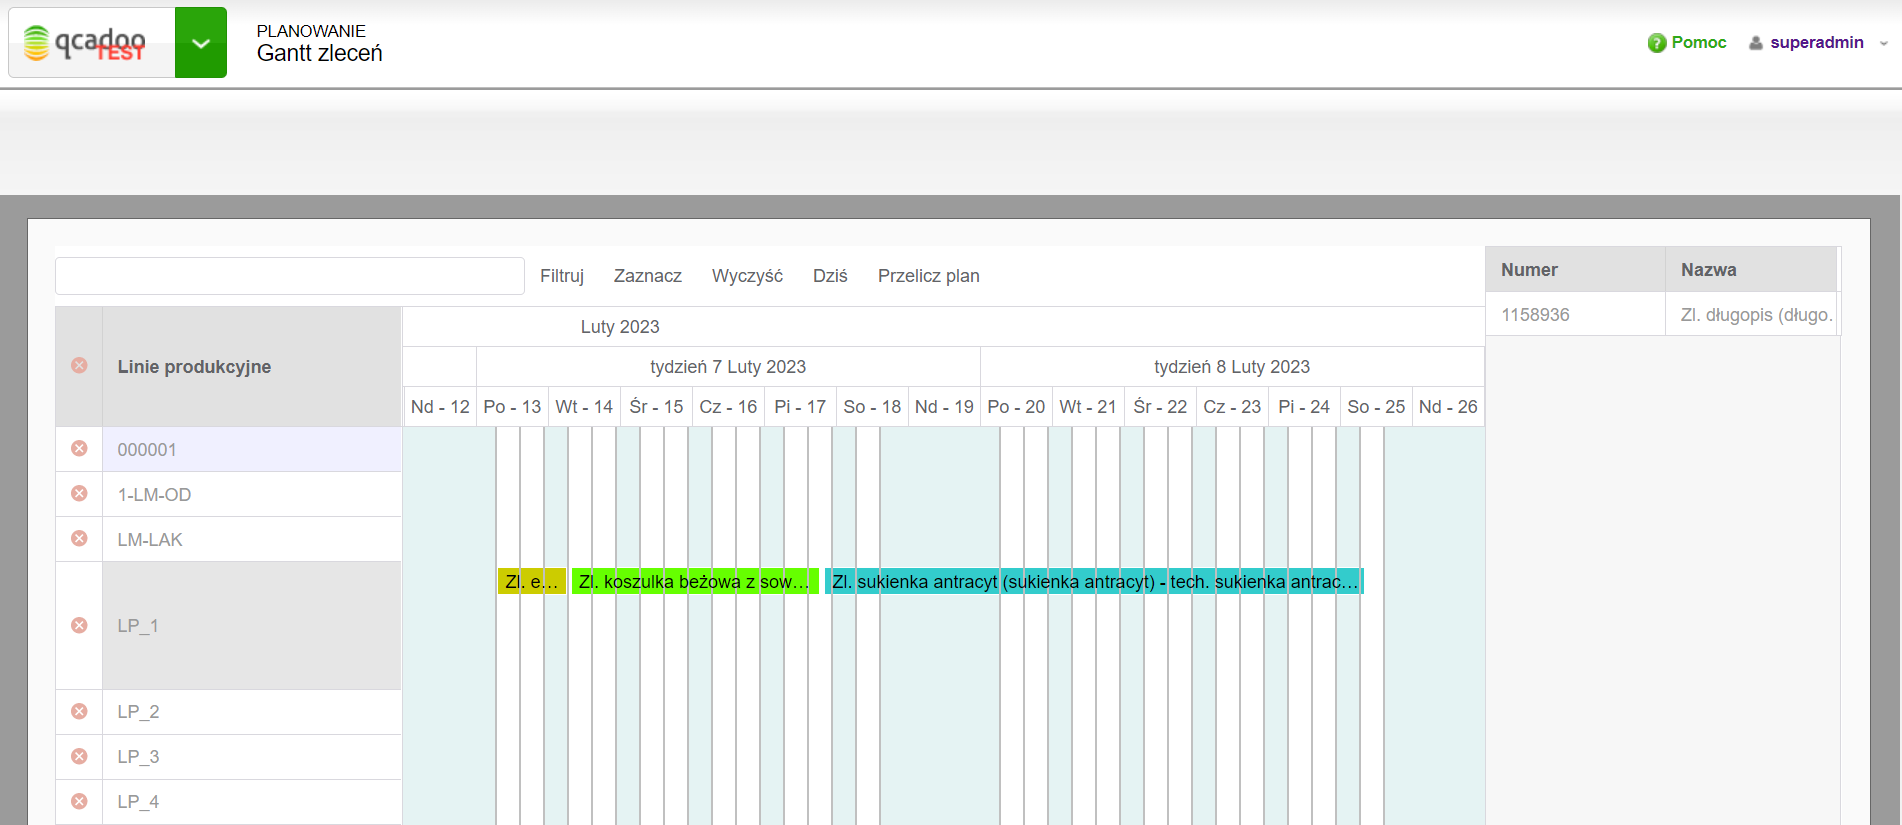 qcadoo
TEST
PLANOWANIE
Gantt zleceń
Pomoc
superadmin
Filtruj
Zaznacz
Wyczyść
Dziś
Przelicz plan
Numer
Nazwa
1158936
Zl. długopis (długo.
Linie produkcyjne
Luty 2023
tydzień 7 Luty 2023
tydzień 8 Luty 2023
Nd - 12
Po - 13
Wt - 14
Śr - 15
Cz - 16
Pi - 17
So - 18
Nd - 19
Po - 20
Wt - 21
Śr - 22
Cz - 23
Pi - 24
So - 25
Nd - 26
000001
1-LM-OD
LM-LAK
LP_1
Zl. e...
Zl. koszulka beżowa z sow...
Zl. sukienka antracyt (sukienka antracyt) - tech. sukienka antrac...
LP_2
LP_3
LP_4